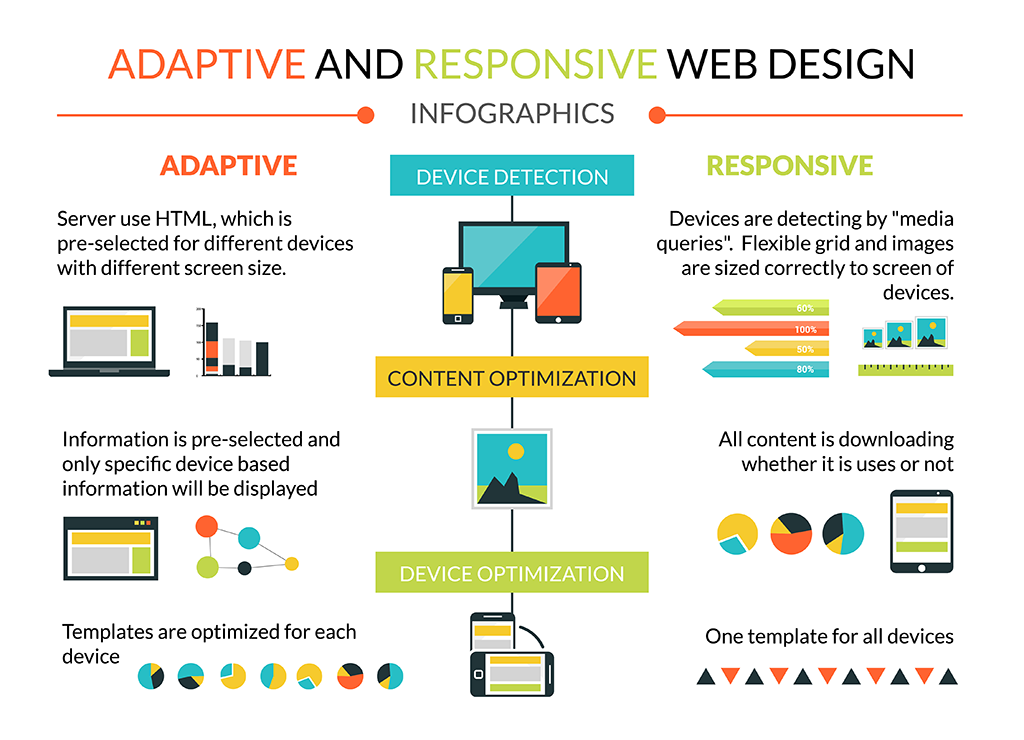 ADAPTIVE AND RESPONSIVE WEB DESIGN
INFOGRAPHICS
ADAPTIVE
DEVICE DETECTION
RESPONSIVE
Server use HTML, which is
pre-selected for different devices
with different screen size.
Devices are detecting by "media
queries".  Flexible grid and images
are sized correctly to screen of
devices.
60%
100%
50%
80%
CONTENT OPTIMIZATION
Information is pre-selected and
only specific device based
information will be displayed
All content is downloading
whether it is uses or not
DEVICE OPTIMIZATION
Templates are optimized for each
device
One template for all devices